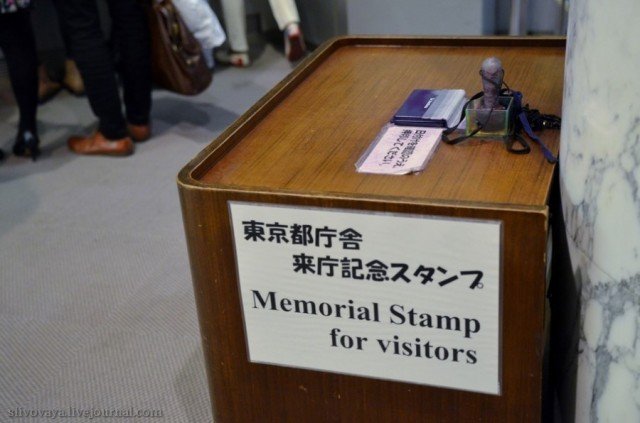 東京都庁舎
来庁記念スタンプ
Memorial Stamp
for visitors
slivovaya.livejournal.com